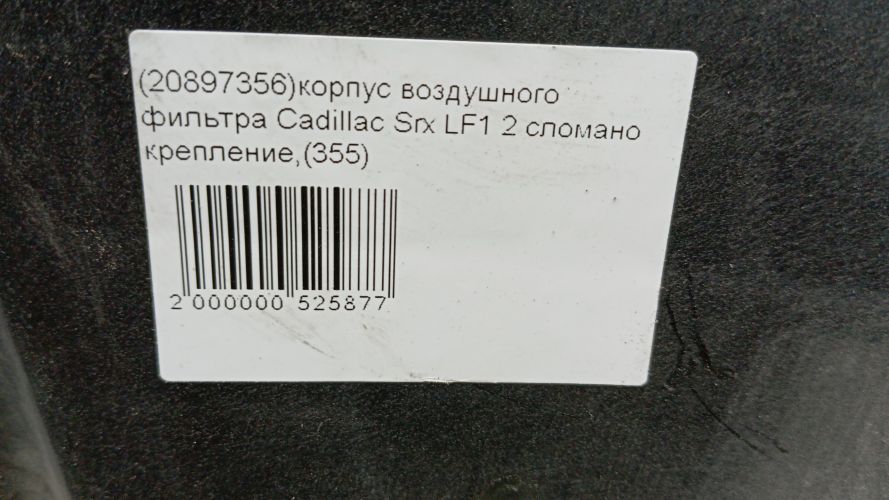 (20897356)корпус воздушного
фильтра Cadillac Srx LF1 2 сломано
крепление,(355)
2 000000 525877